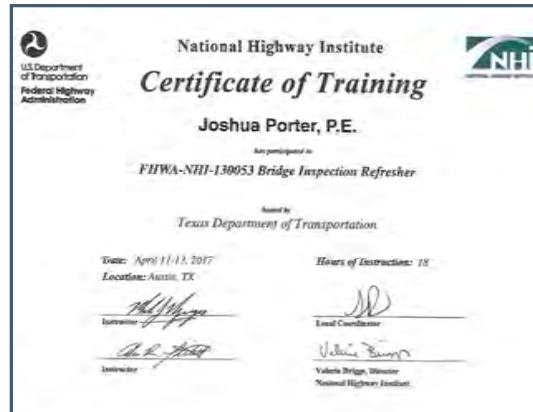 U.S. Department
of Transportation
Federal Highway
Administration
National Highway Institute
NHI
Certificate of Training
Joshua Porter, P.E.
has participated in
FHWA-NHI-130053 Bridge Inspection Refresher
hosted by
Texas Department of Transportation
Date: April 11-13, 2017
Hours of Instruction: 18
Location: Austin, TX
Instructor
Local Coordinator
Instructor
Valerie Briggs, Director
National Highway Institute